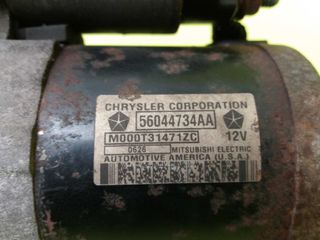 CHRYSLER CORPORATION
56044734AA
M000T31471ZC 12V
0626 MITSUBISHI ELECTRIC
AUTOMOTIVE AMERICA (U.S.A.)